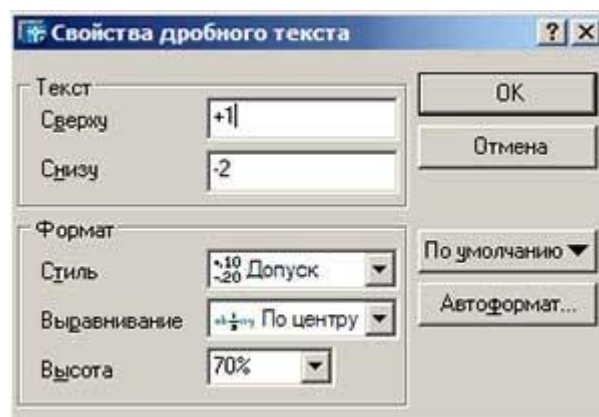 Свойства дробного текста
Текст
Сверху
+1
Снизу
-2
OK
Отмена
Формат
Стиль
+.10
-.20
Допуск
Выравнивание
По центру
Высота
70%
По умолчанию
Автоформат...